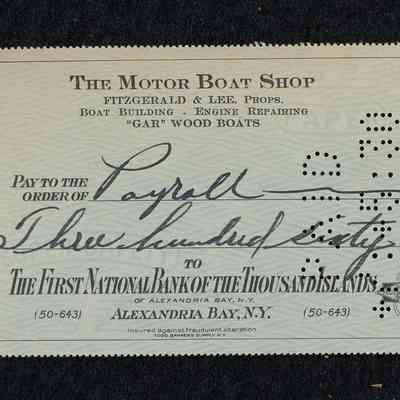 THE MOTOR BOAT SHOP
FITZGERALD & LEE, PROPS.
BOAT BUILDING - ENGINE REPAIRING
"GAR" WOOD BOATS
PAY TO THE
ORDER OF Payroll
Three hundred sixty
TO
THE FIRST NATIONAL BANK OF THE THOUSAND ISLANDS
OF ALEXANDRIA BAY, N.Y.
(50-643) ALEXANDRIA BAY, N.Y. (50-643)
Insured against fraudulent alteration
PAID